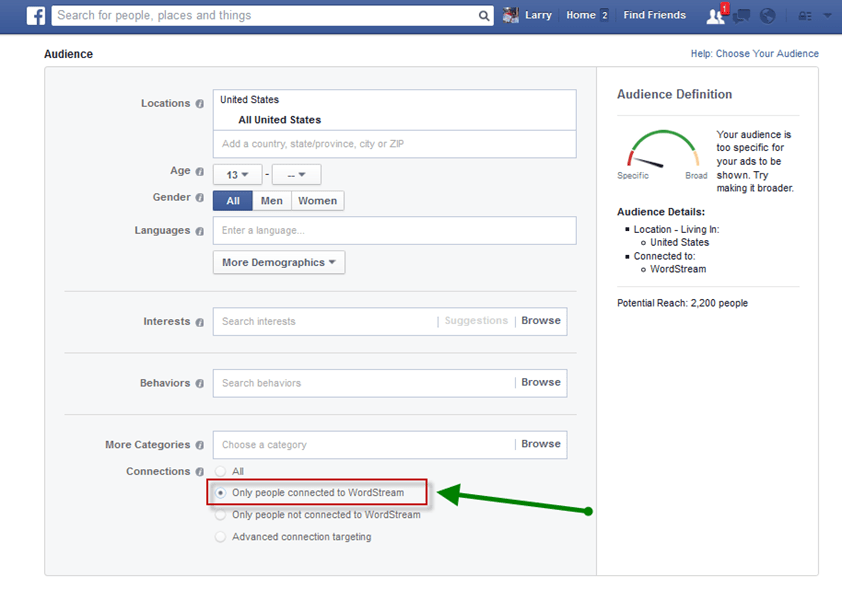 f Search for people, places and things Larry Home 2 Find Friends 1
Audience
Help: Choose Your Audience
Locations
United States
All United States
Add a country, state/province, city or ZIP
Age 13 - --
Gender All Men Women
Languages Enter a language...
More Demographics
Interests Search interests | Suggestions | Browse
Behaviors Search behaviors | Browse
More Categories Choose a category | Browse
Connections All
Only people connected to WordStream
Only people not connected to WordStream
Advanced connection targeting
Audience Definition
Specific
Broad
Your audience is
too specific for
your ads to be
shown. Try
making it broader.
Audience Details:
Location - Living In:
United States
Connected to:
WordStream
Potential Reach: 2,200 people